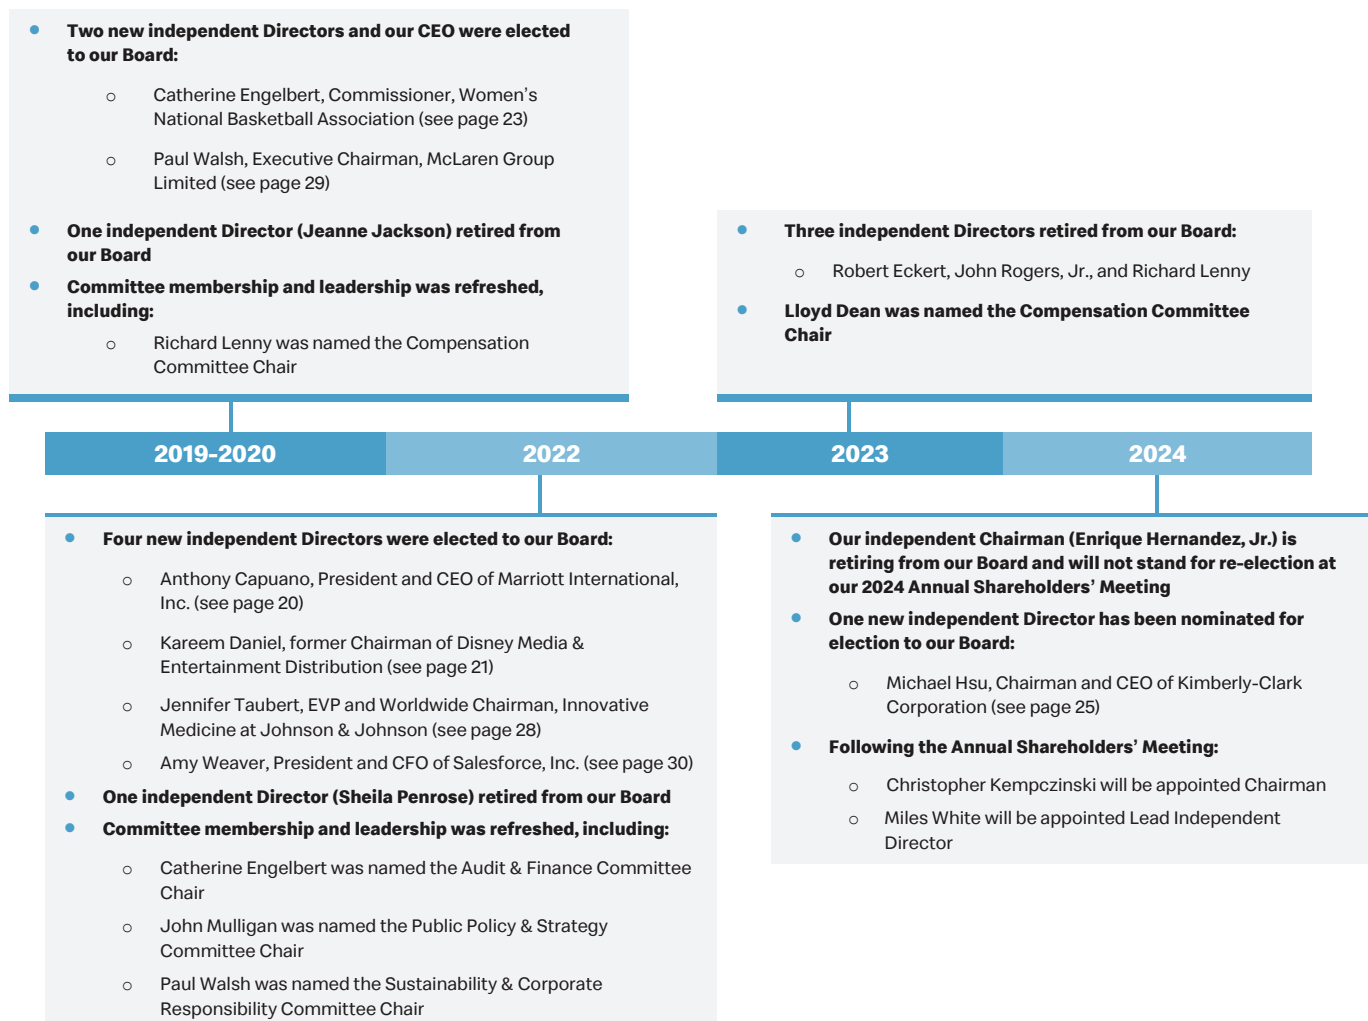 ● Two new independent Directors and our CEO were elected
to our Board:
○ Catherine Engelbert, Commissioner, Women's
National Basketball Association (see page 23)
○ Paul Walsh, Executive Chairman, McLaren Group
Limited (see page 29)
● One independent Director (Jeanne Jackson) retired from
our Board
● Committee membership and leadership was refreshed,
including:
○ Richard Lenny was named the Compensation
Committee Chair
● Three independent Directors retired from our Board:
○ Robert Eckert, John Rogers, Jr., and Richard Lenny
● Lloyd Dean was named the Compensation Committee
Chair
2019-2020
2022
2023
2024
● Four new independent Directors were elected to our Board:
○ Anthony Capuano, President and CEO of Marriott International,
Inc. (see page 20)
○ Kareem Daniel, former Chairman of Disney Media &
Entertainment Distribution (see page 21)
○ Jennifer Taubert, EVP and Worldwide Chairman, Innovative
Medicine at Johnson & Johnson (see page 28)
○ Amy Weaver, President and CFO of Salesforce, Inc. (see page 30)
● One independent Director (Sheila Penrose) retired from our Board
● Committee membership and leadership was refreshed, including:
○ Catherine Engelbert was named the Audit & Finance Committee
Chair
○ John Mulligan was named the Public Policy & Strategy
Committee Chair
○ Paul Walsh was named the Sustainability & Corporate
Responsibility Committee Chair
● Our independent Chairman (Enrique Hernandez, Jr.) is
retiring from our Board and will not stand for re-election at
our 2024 Annual Shareholders' Meeting
● One new independent Director has been nominated for
election to our Board:
○ Michael Hsu, Chairman and CEO of Kimberly-Clark
Corporation (see page 25)
● Following the Annual Shareholders' Meeting:
○ Christopher Kempczinski will be appointed Chairman
○ Miles White will be appointed Lead Independent
Director